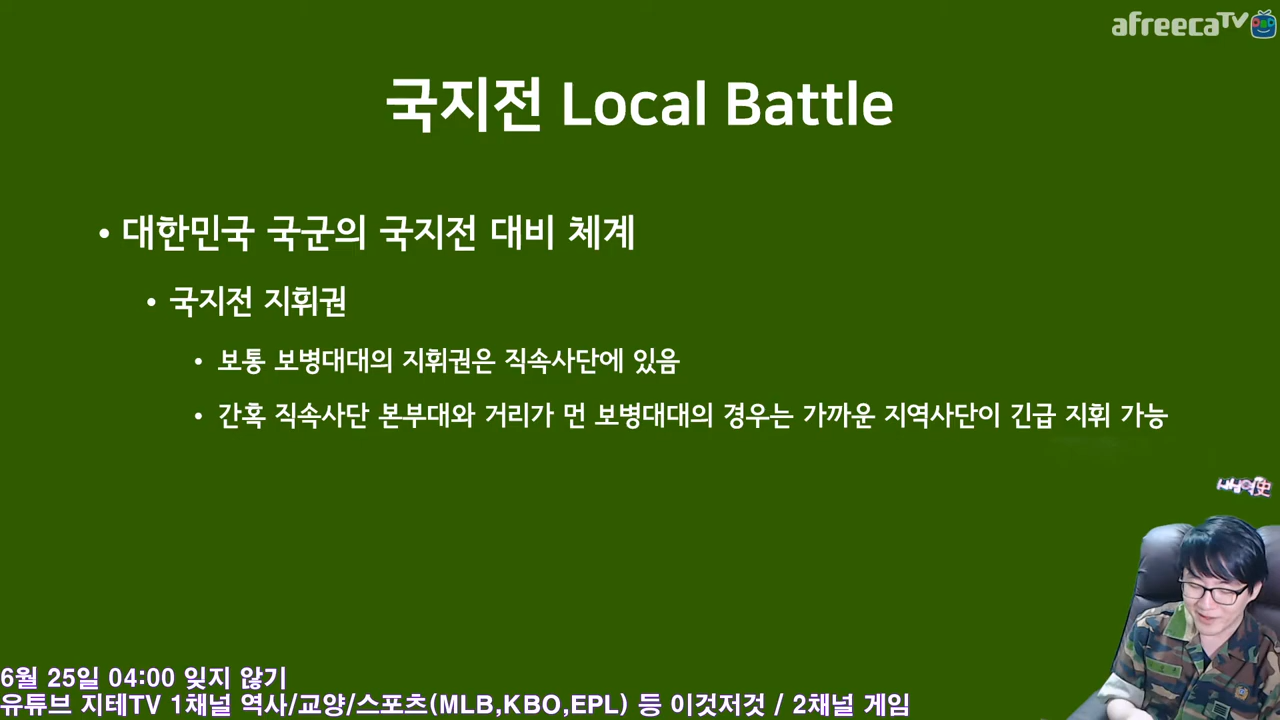 afreecaTV
국지전 Local Battle
• 대한민국 국군의 국지전 대비 체계
• 국지전 지휘권
• 보통 보병대대의 지휘권은 직속사단에 있음
• 간혹 직속사단 본부대와 거리가 먼 보병대대의 경우는 가까운 지역사단이 긴급 지휘 가능
6월 25일 04:00 잊지 않기
유튜브 지테TV 1채널 역사/교양/스포츠(MLB,KBO,EPL) 등 이것저것 / 2채널 게임